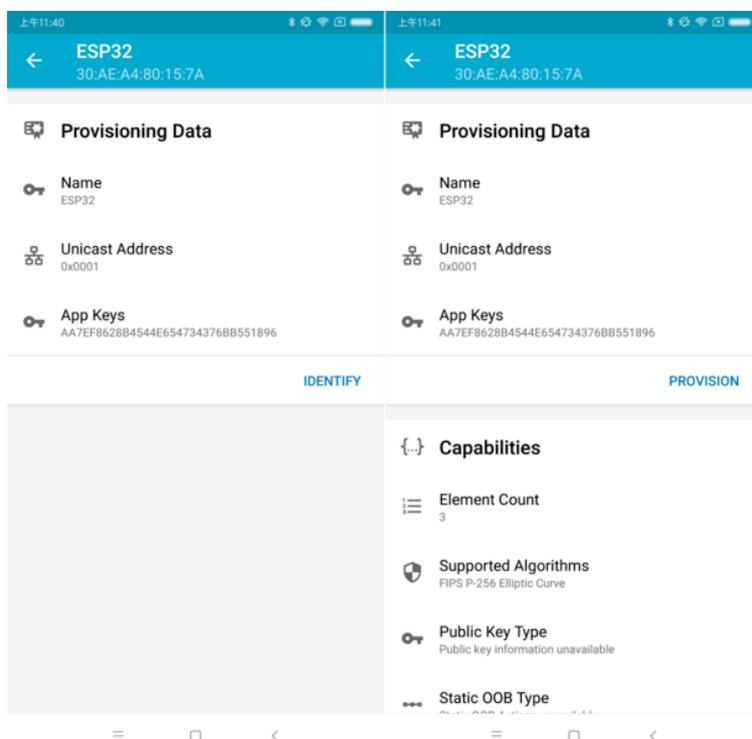 上午11:40
ESP32
30:AE:A4:80:15:7A
Provisioning Data
Name
ESP32
Unicast Address
0x0001
App Keys
AA7EF8628B4544E654734376BB551896
IDENTIFY
上午11:41
ESP32
30:AE:A4:80:15:7A
Provisioning Data
Name
ESP32
Unicast Address
0x0001
App Keys
AA7EF8628B4544E654734376BB551896
PROVISION
{...} Capabilities
Element Count
3
Supported Algorithms
FIPS P-256 Elliptic Curve
Public Key Type
Public key information unavailable
Static OOB Type